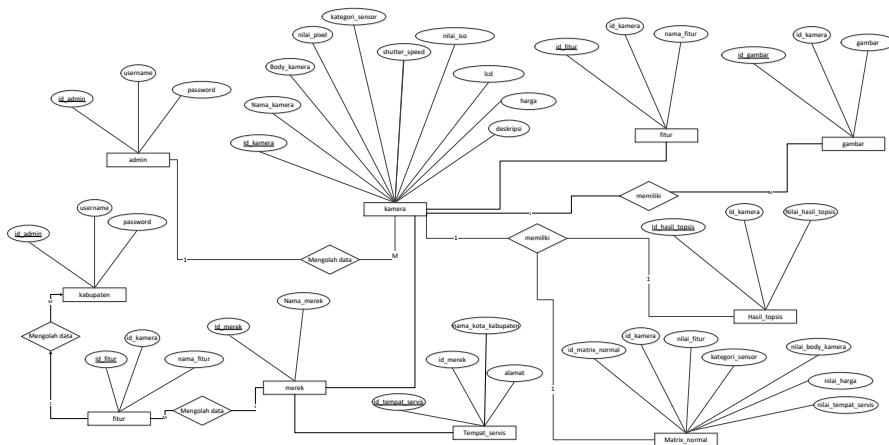 kategori_sensor
nilai_pixel
nilai_iso
shutter_speed
Body_kamera
lcd
Nama_kamera
harga
Id_kamera
deskripsi
kamera
username
id_admin
password
admin
id_kamera
id_fitur
nama_fitur
fitur
gambar
id_kamera
id_gambar
gambar
memiliki
M
1
memiliki
1
1
1
1
Mengolah data
M
username
id_admin
password
kabupaten
Mengolah data
id_kamera
id_fitur
nama_fitur
fitur
Mengolah data
M
Nama_merek
Id_merek
merek
nama_kota_kabupaten
id_merek
alamat
id_tempat_servis
Tempat_servis
id_kamera
Nilai_hasil_topsis
Id_hasil_topsis
Hasil_topsis
id_kamera
nilai_fitur
id_matrix_normal
kategori_sensor
nilai_body_kamera
nilai_harga
nilai_tempat_servis
Matrix_normal